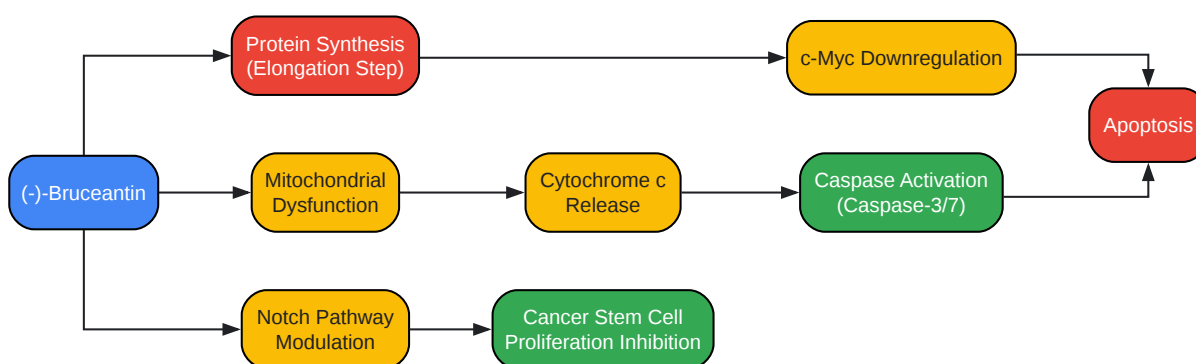 Protein Synthesis
(Elongation Step)
c-Myc Downregulation
Apoptosis
(-)-Bruceantin
Mitochondrial
Dysfunction
Cytochrome c
Release
Caspase Activation
(Caspase-3/7)
Notch Pathway
Modulation
Cancer Stem Cell
Proliferation Inhibition